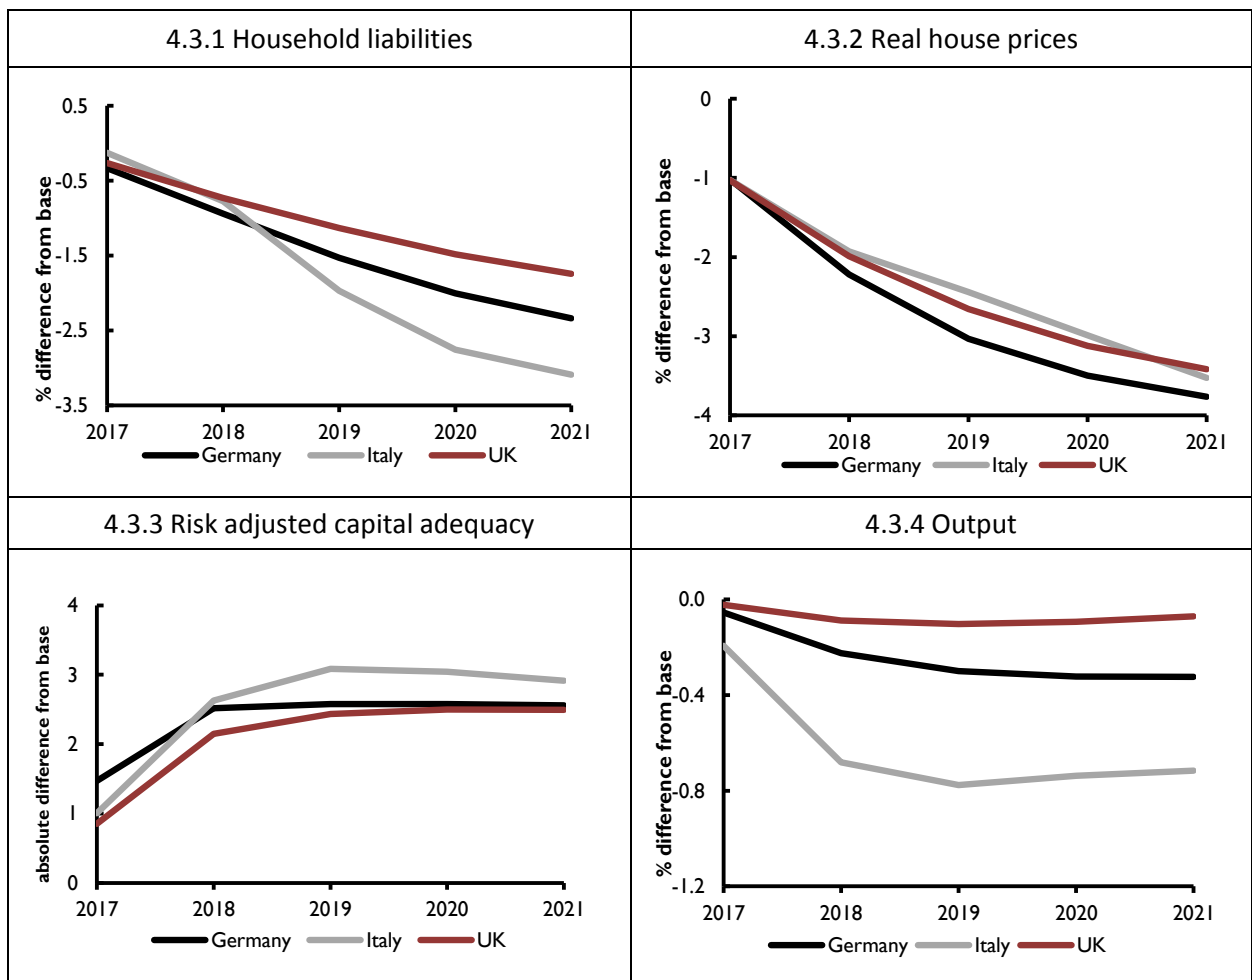 4.3.1 Household liabilities
% difference from base
0.5
-0.5
-1.5
-2.5
-3.5
2017 2018 2019 2020 2021
Germany Italy UK
4.3.2 Real house prices
% difference from base
0
-1
-2
-3
-4
2017 2018 2019 2020 2021
Germany Italy UK
4.3.3 Risk adjusted capital adequacy
absolute difference from base
4
3
2
1
0
2017 2018 2019 2020 2021
Germany Italy UK
4.3.4 Output
% difference from base
0.0
-0.4
-0.8
-1.2
2017 2018 2019 2020 2021
Germany Italy UK